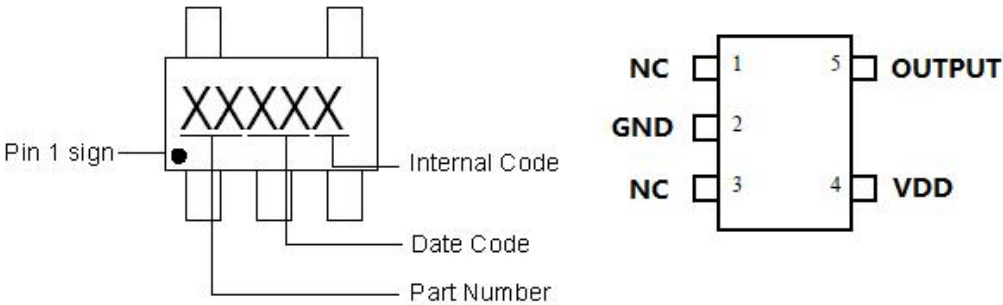 XXXXX
Pin 1 sign
Internal Code
Date Code
Part Number
NC 1 5 OUTPUT
GND 2
NC 3 4 VDD